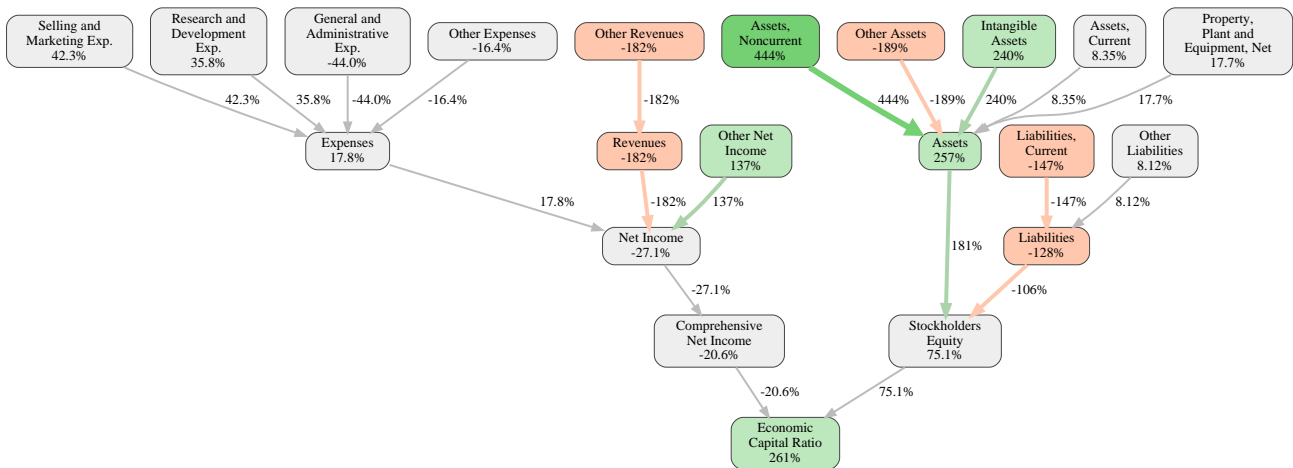 Selling and
Marketing Exp.
42.3%
Research and
Development
Exp.
35.8%
General and
Administrative
Exp.
-44.0%
Other Expenses
-16.4%
Other Revenues
-182%
Assets,
Noncurrent
444%
Other Assets
-189%
Intangible
Assets
240%
Assets,
Current
8.35%
Property,
Plant and
Equipment, Net
17.7%
42.3%
35.8%
-44.0%
-16.4%
-182%
444%
-189%
240%
8.35%
17.7%
Expenses
17.8%
Revenues
-182%
Other Net
Income
137%
Assets
257%
Liabilities,
Current
-147%
Other
Liabilities
8.12%
17.8%
-182%
137%
181%
-147%
8.12%
Net Income
-27.1%
Liabilities
-128%
-27.1%
-106%
Comprehensive
Net Income
-20.6%
Stockholders
Equity
75.1%
-20.6%
75.1%
Economic
Capital Ratio
261%